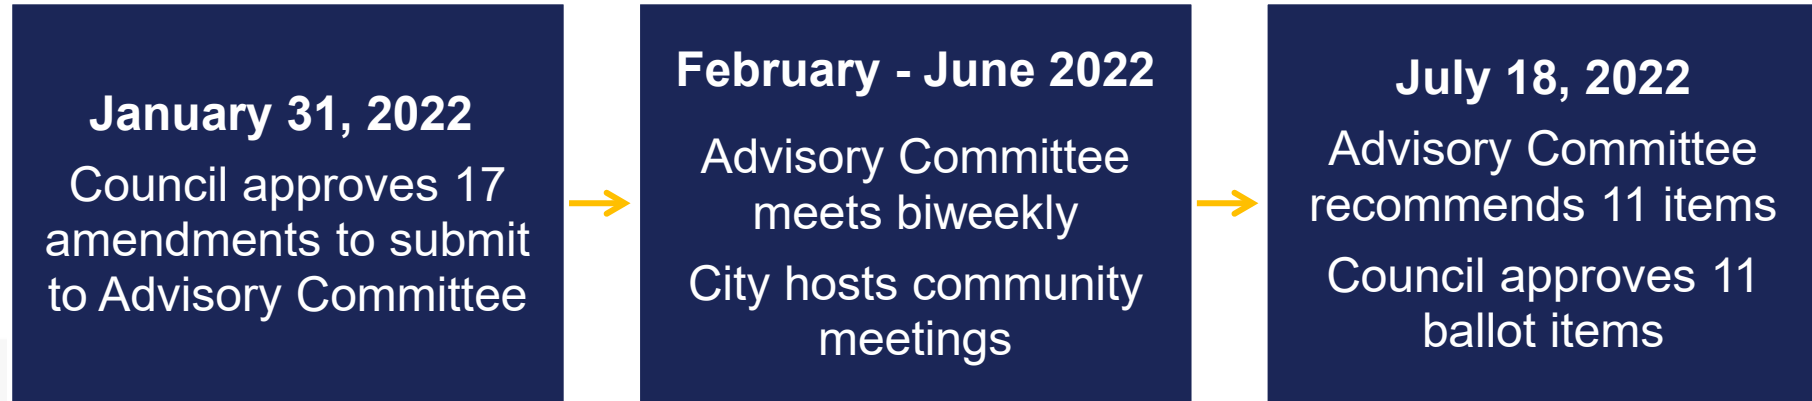 January 31, 2022
Council approves 17
amendments to submit
to Advisory Committee
February - June 2022
Advisory Committee
meets biweekly
City hosts community
meetings
July 18, 2022
Advisory Committee
recommends 11 items
Council approves 11
ballot items